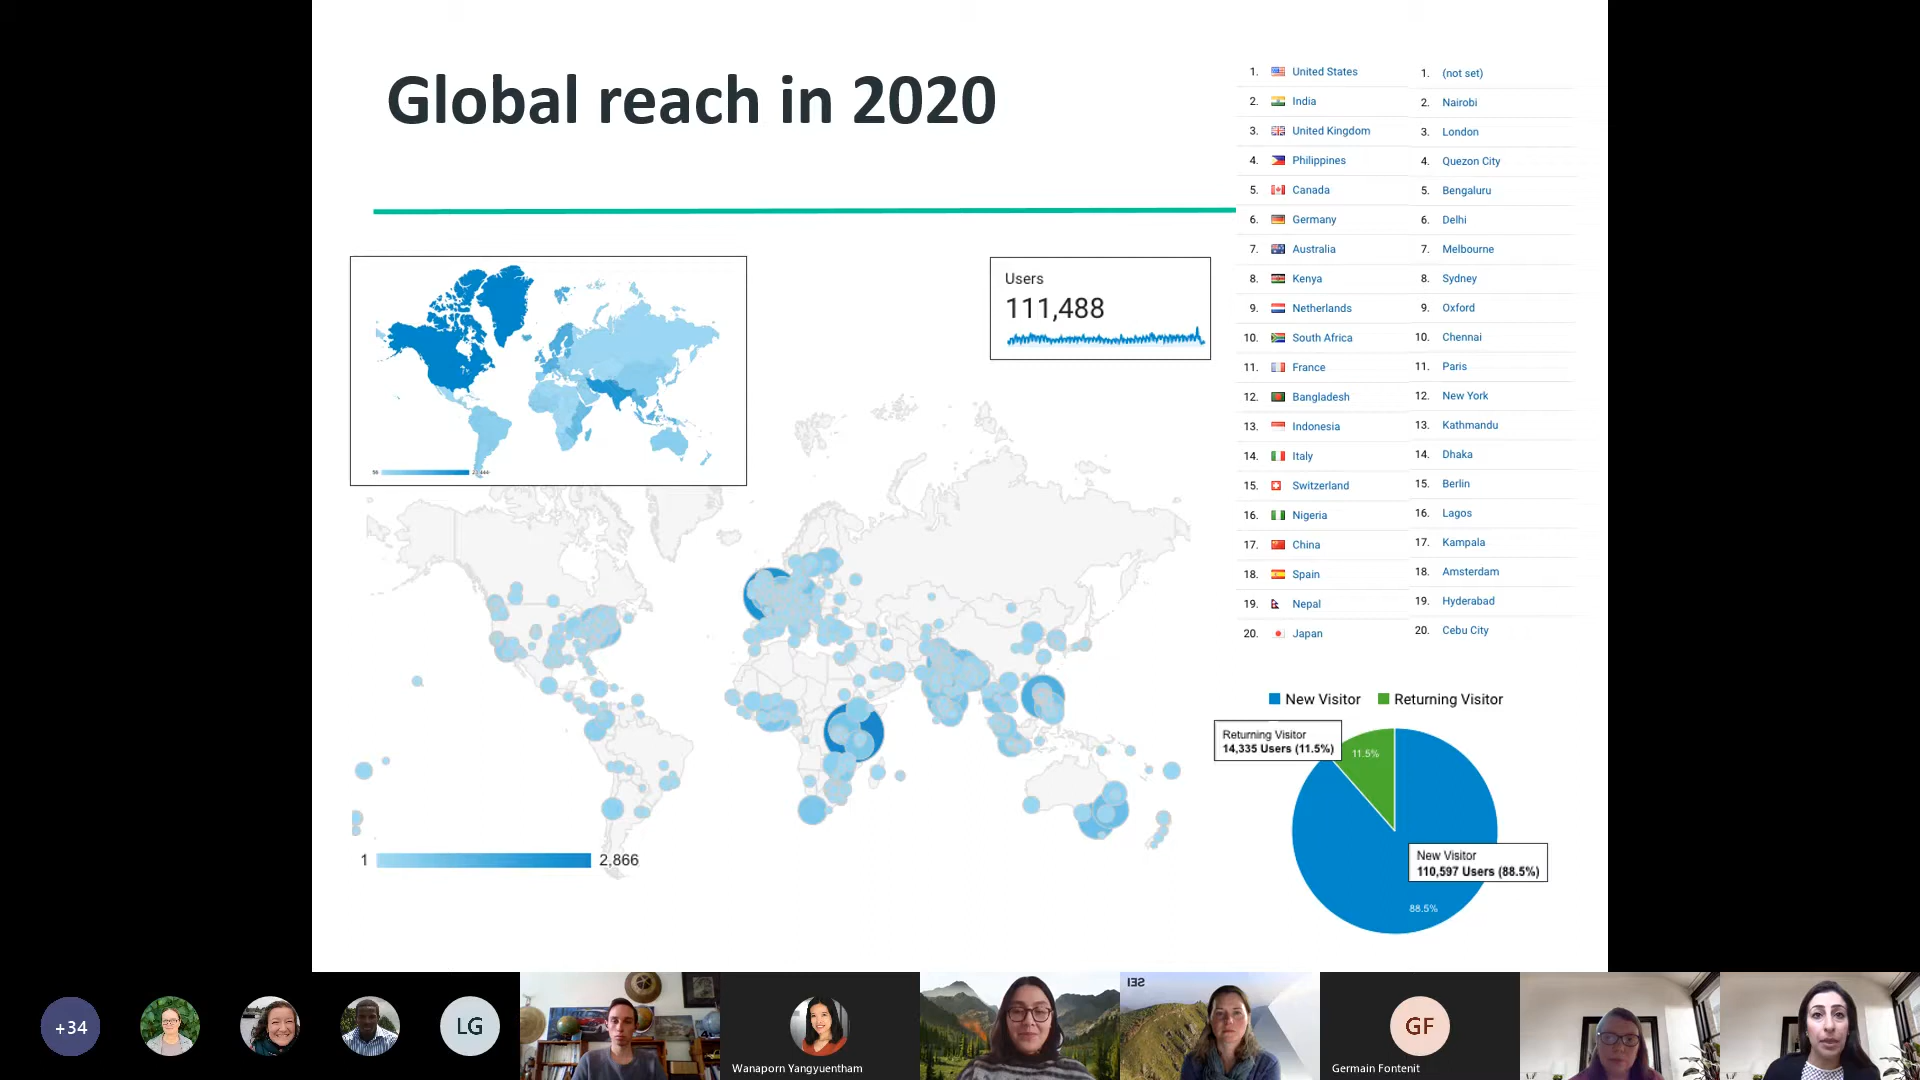 Global reach in 2020
1. United States
2. India
3. United Kingdom
4. Philippines
5. Canada
6. Germany
7. Australia
8. Kenya
9. Netherlands
10. South Africa
11. France
12. Bangladesh
13. Indonesia
14. Italy
15. Switzerland
16. Nigeria
17. China
18. Spain
19. Nepal
20. Japan
1. (not set)
2. Nairobi
3. London
4. Quezon City
5. Bengaluru
6. Delhi
7. Melbourne
8. Sydney
9. Oxford
10. Chennai
11. Paris
12. New York
13. Kathmandu
14. Dhaka
15. Berlin
16. Lagos
17. Kampala
18. Amsterdam
19. Hyderabad
20. Cebu City
Users
111,488
1 2,866
New Visitor Returning Visitor
Returning Visitor
14,335 Users (11.5%)
11.5%
New Visitor
110,597 Users (88.5%)
88.5%
+34
LG
Wanaporn Yangyuentham
SEI
GF
Germain Fontenit